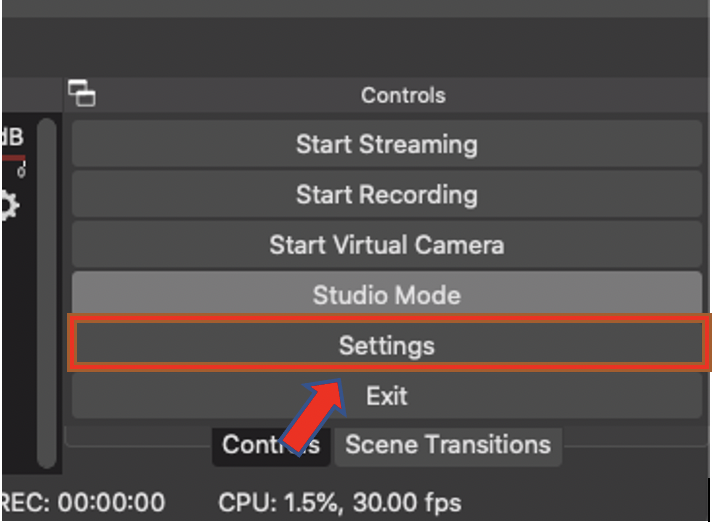 Controls
dB
Start Streaming
Start Recording
Start Virtual Camera
Studio Mode
Settings
Exit
Controls Scene Transitions
REC: 00:00:00 CPU: 1.5%, 30.00 fps